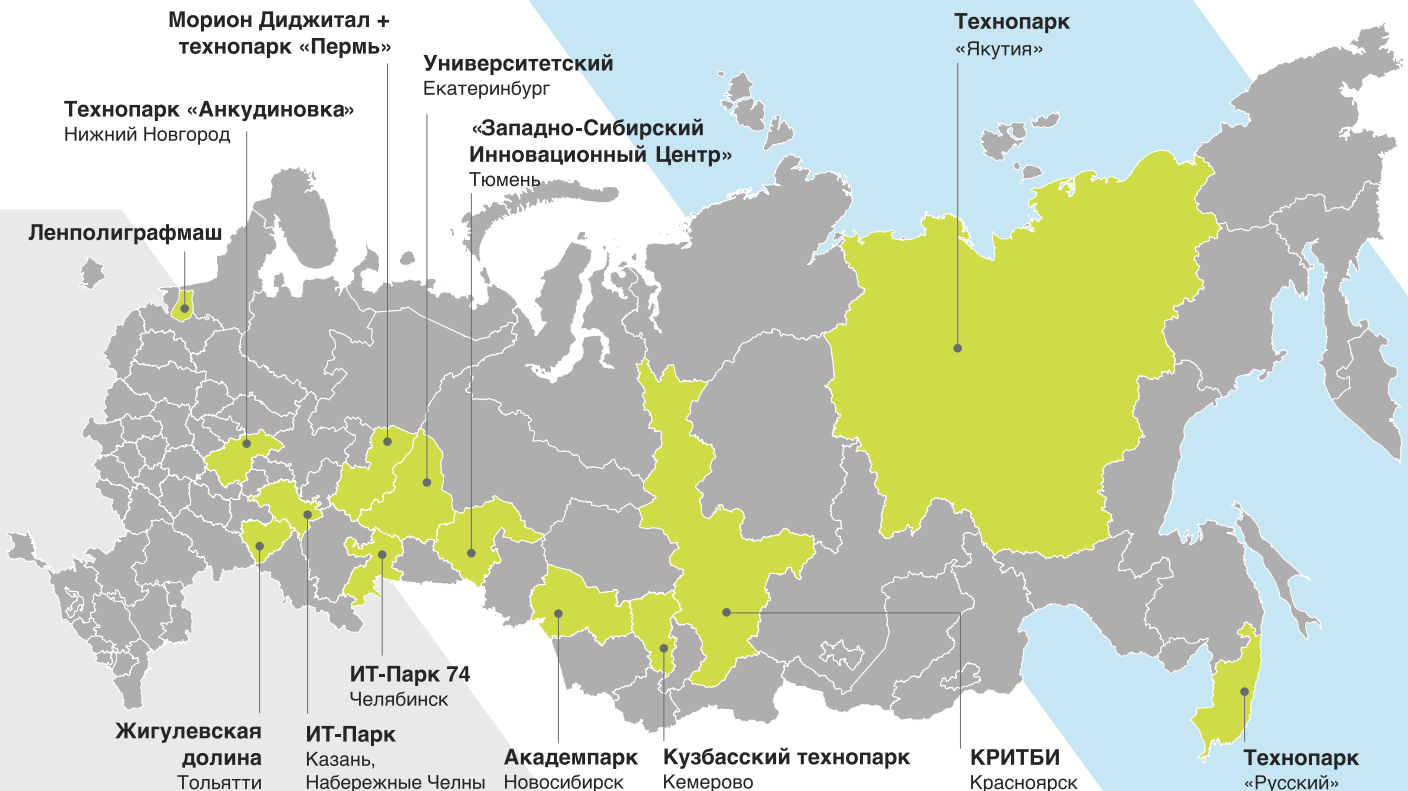 Морион Диджитал +
технопарк «Пермь»
Технопарк
«Якутия»
Университетский
Екатеринбург
Технопарк «Анкудиновка»
Нижний Новгород
«Западно-Сибирский
Инновационный Центр»
Тюмень
Ленполиграфмаш
ИТ-Парк 74
Челябинск
Жигулевская
долина
Тольятти
ИТ-Парк
Казань,
Набережные Челны
Академпарк
Новосибирск
Кузбасский технопарк
Кемерово
КРИТБИ
Красноярск
Технопарк
«Русский»